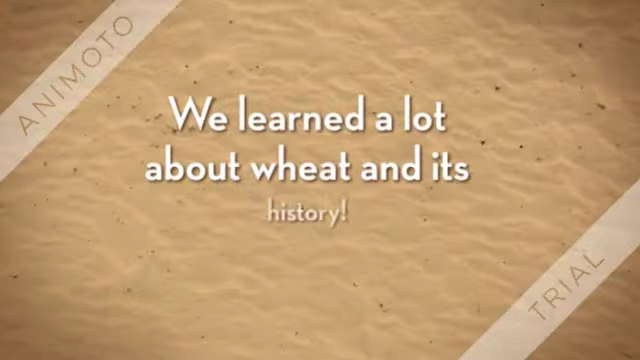 ANIMOTO
We learned a lot
about wheat and its
history!
TRIAL